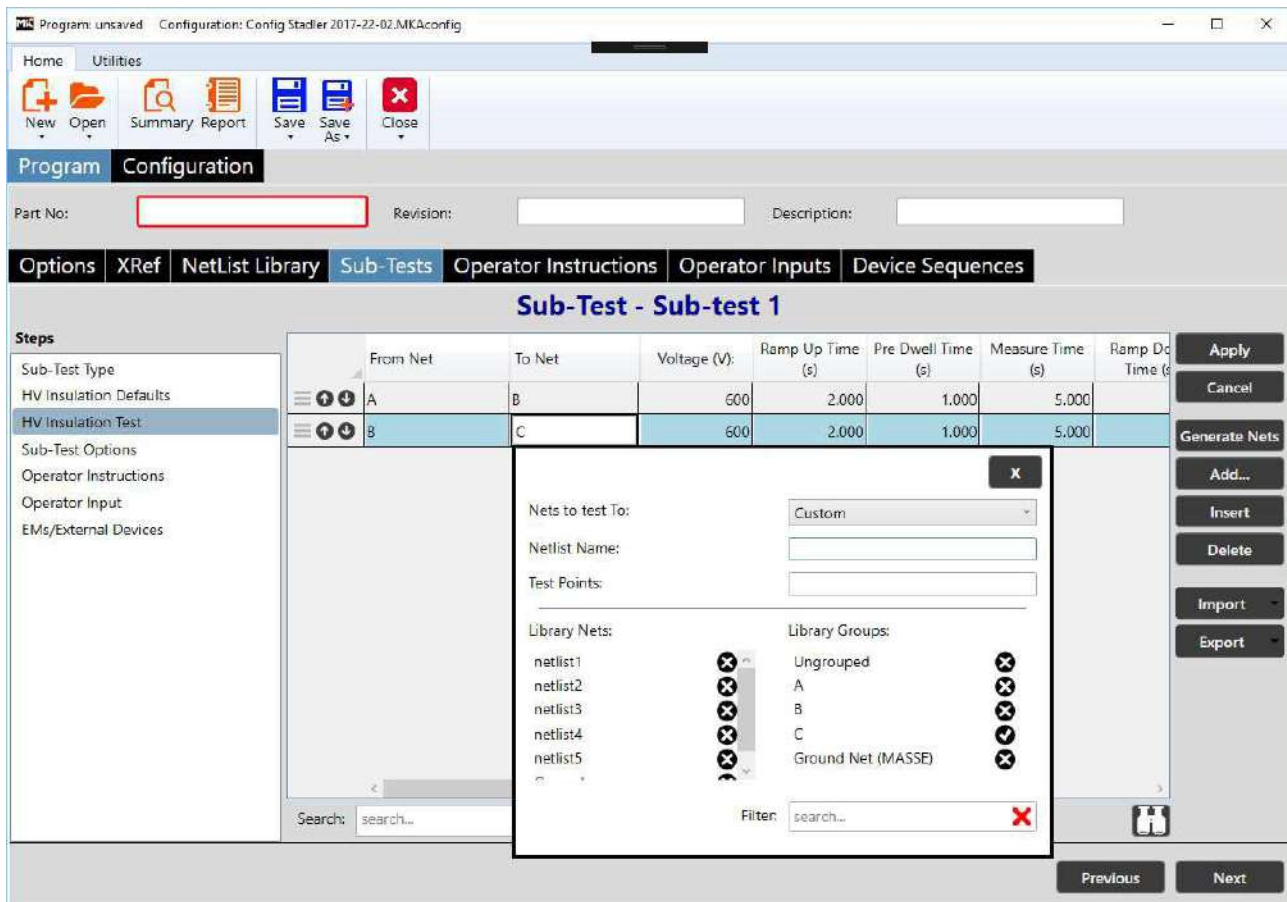 MK Program: unsaved Configuration: Config Stadler 2017-22-02.MKAconfig
Home Utilities
New Open Summary Report Save Save As Close
Program Configuration
Part No: Revision: Description:
Options XRef NetList Library Sub-Tests Operator Instructions Operator Inputs Device Sequences
Sub-Test - Sub-test 1
Steps
Sub-Test Type
HV Insulation Defaults
HV Insulation Test
Sub-Test Options
Operator Instructions
Operator Input
EMs/External Devices
From Net To Net Voltage (V): Ramp Up Time (s) Pre Dwell Time (s) Measure Time (s) Ramp Do Time (s
A B 600 2.000 1.000 5.000
B C 600 2.000 1.000 5.000
X
Nets to test To: Custom
Netlist Name:
Test Points:
Library Nets: Library Groups:
netlist1 Ungrouped
netlist2 A
netlist3 B
netlist4 C
netlist5 Ground Net (MASSE)
Filter: search...
Search: search...
Apply
Cancel
Generate Nets
Add...
Insert
Delete
Import
Export
Previous Next